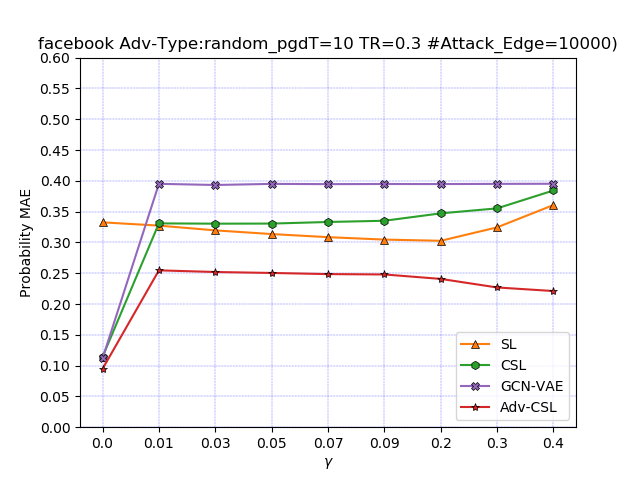 facebook Adv-Type:random_pgdT=10 TR=0.3 #Attack_Edge=10000)
0.60
0.55
0.50
0.45
0.40
0.35
0.30
0.25
0.20
0.15
0.10
0.05
0.00
Probability MAE
SL
CSL
GCN-VAE
Adv-CSL
0.0 0.01 0.03 0.05 0.07 0.09 0.2 0.3 0.4
γ